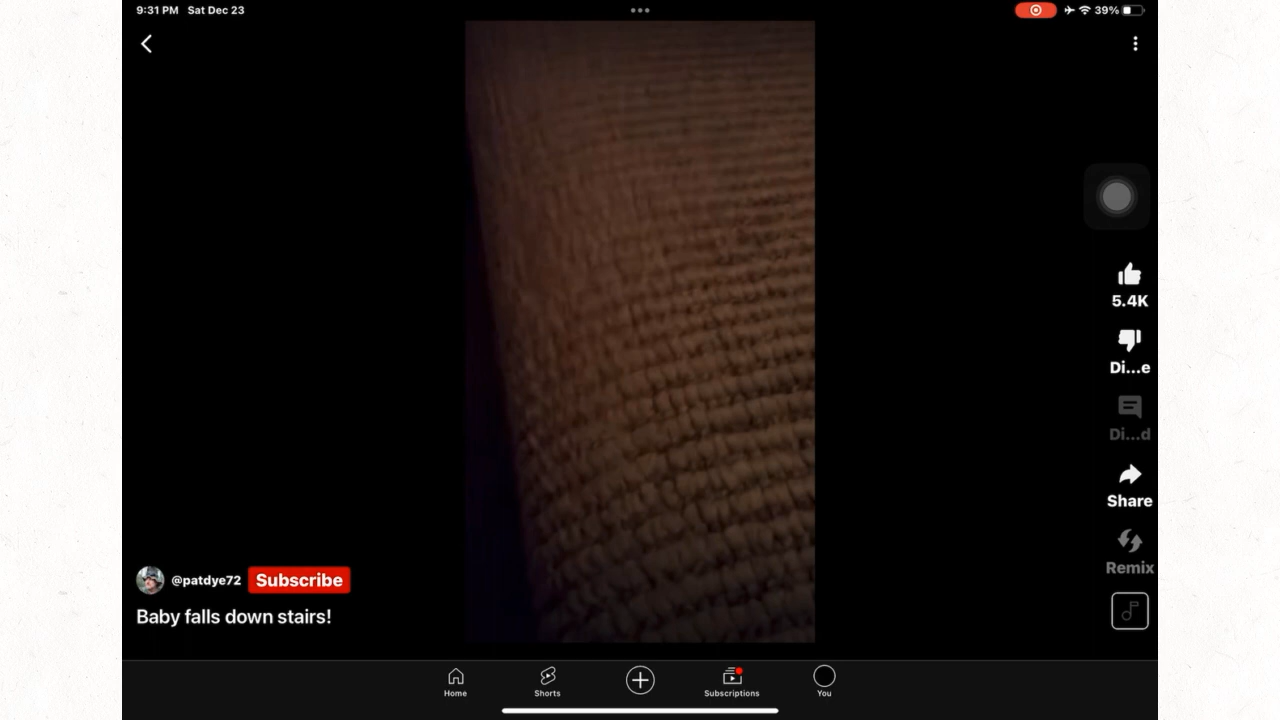 9:31 PM Sat Dec 23
39%
5.4K
Di...e
Di...d
Share
Remix
@patdye72 Subscribe
Baby falls down stairs!
Home Shorts Subscriptions You